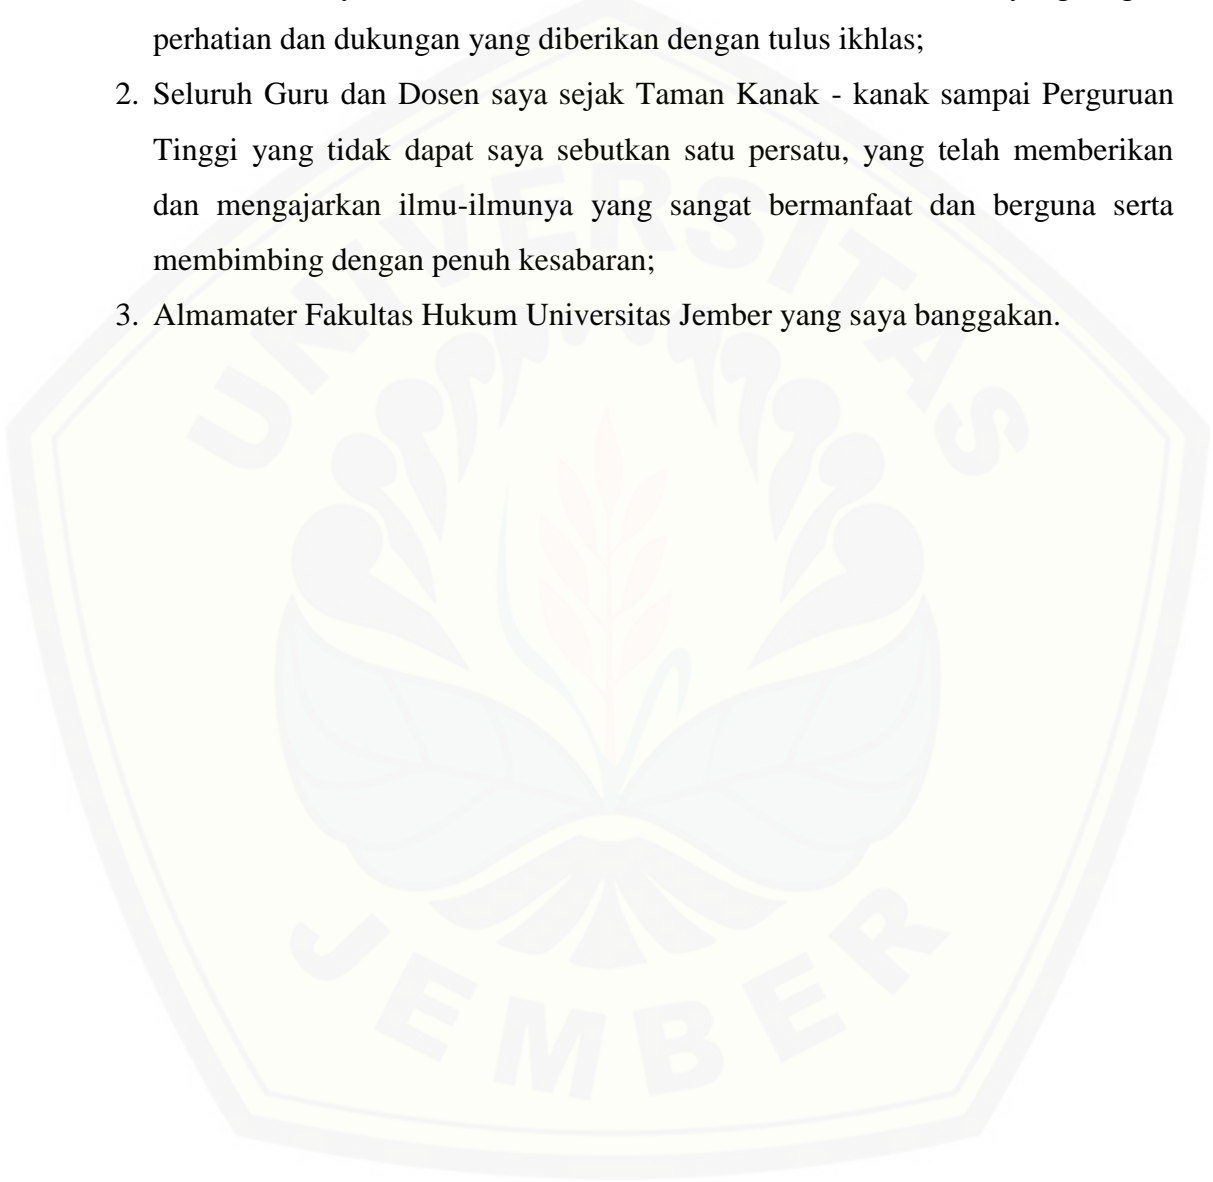 perhatian dan dukungan yang diberikan dengan tulus ikhlas;
2. Seluruh Guru dan Dosen saya sejak Taman Kanak - kanak sampai Perguruan
Tinggi yang tidak dapat saya sebutkan satu persatu, yang telah memberikan
dan mengajarkan ilmu-ilmunya yang sangat bermanfaat dan berguna serta
membimbing dengan penuh kesabaran;
3. Almamater Fakultas Hukum Universitas Jember yang saya banggakan.
UNIVERSITAS
JEMBER